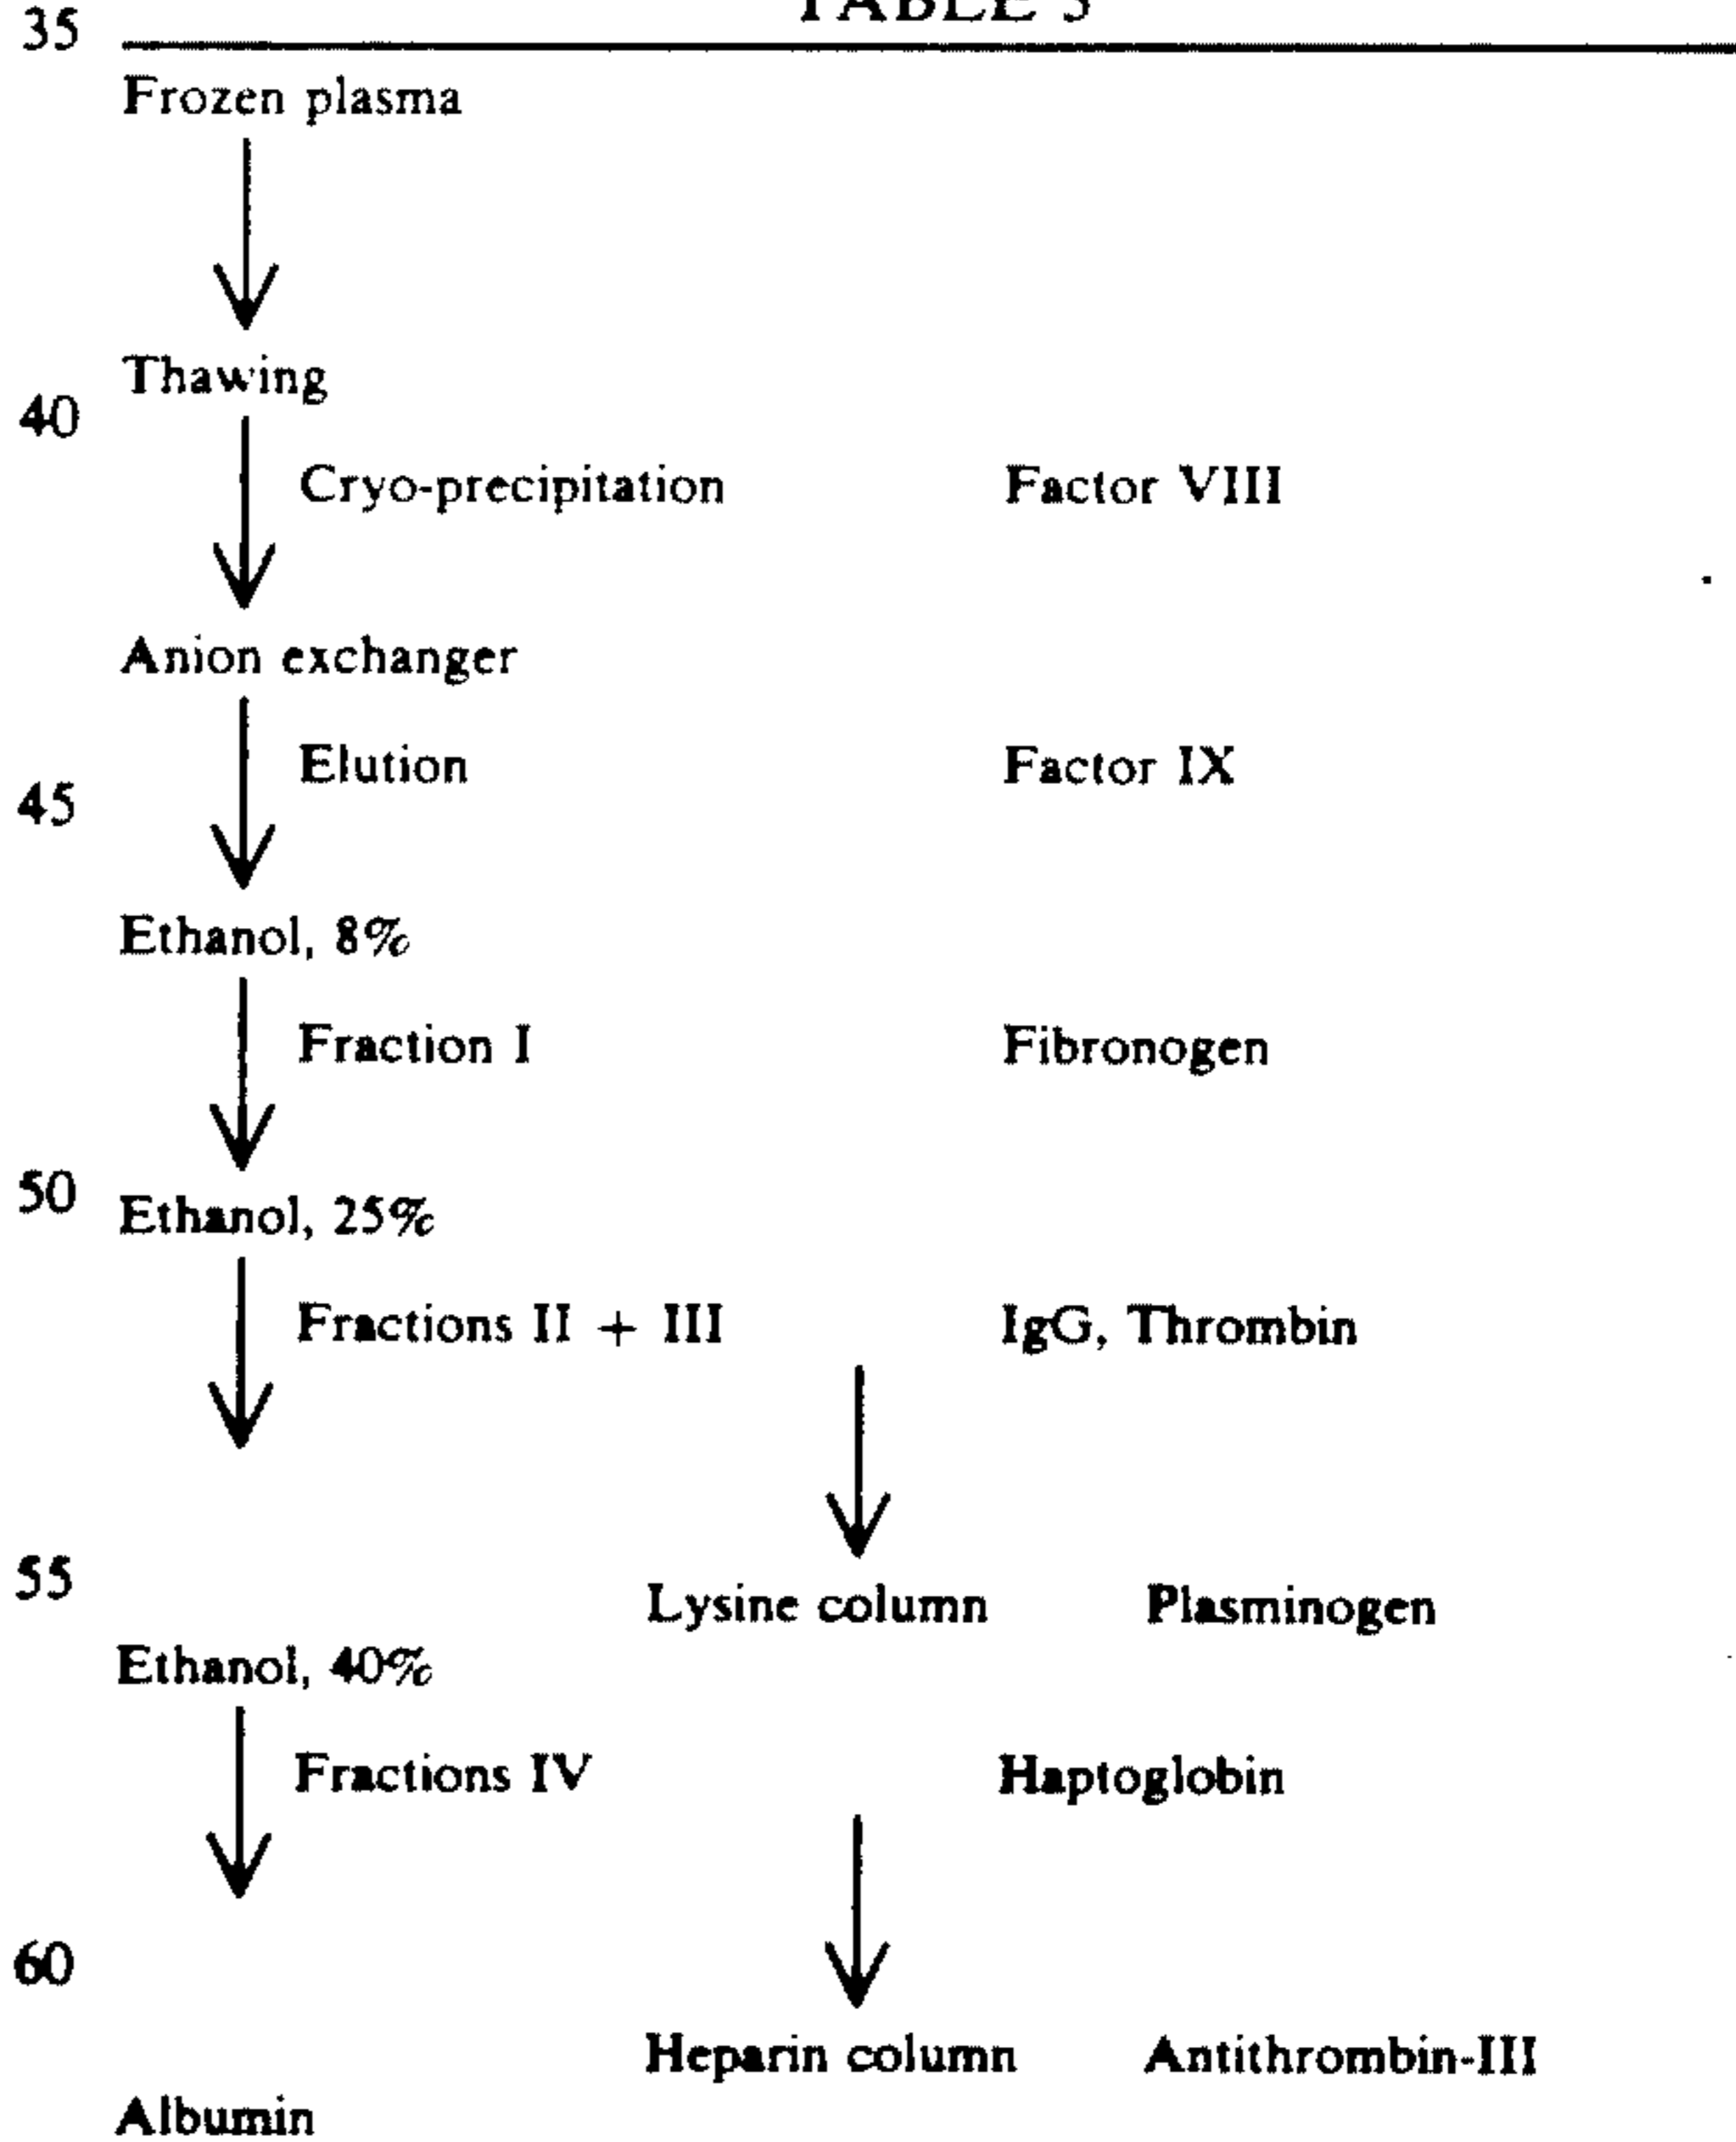 TABLE 3
35
Frozen plasma
Thawing
40
Cryo-precipitation Factor VIII
Anion exchanger
Elution Factor IX
45
Ethanol, 8%
Fraction I Fibronogen
50
Ethanol, 25%
Fractions II + III IgG, Thrombin
55
Lysine column Plasminogen
Ethanol, 40%
Fractions IV Haptoglobin
60
Heparin column Antithrombin-III
Albumin